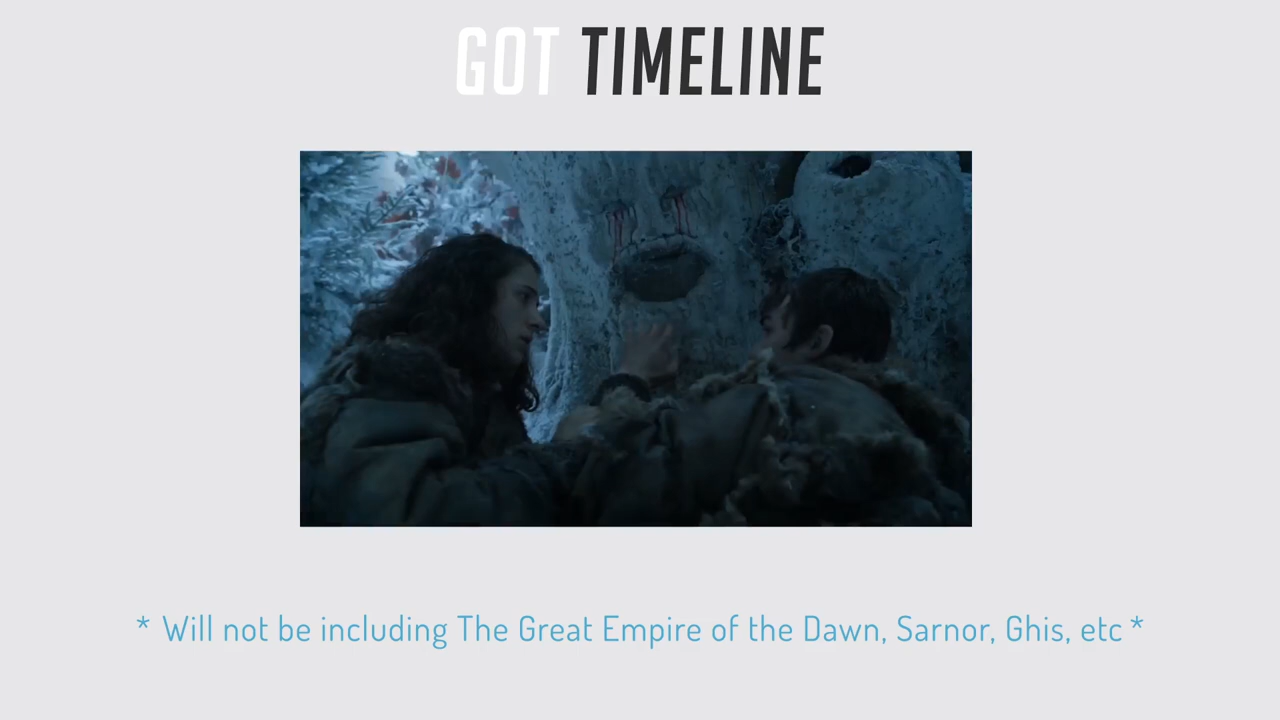 GOT TIMELINE
* Will not be including The Great Empire of the Dawn, Sarnor, Ghis, etc *